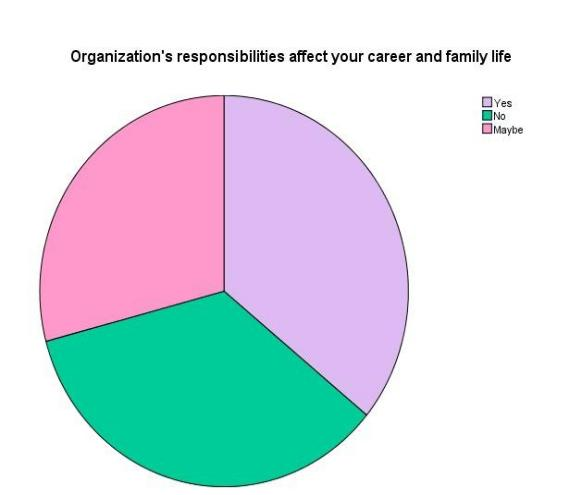 Organization's responsibilities affect your career and family life
Yes
No
Maybe